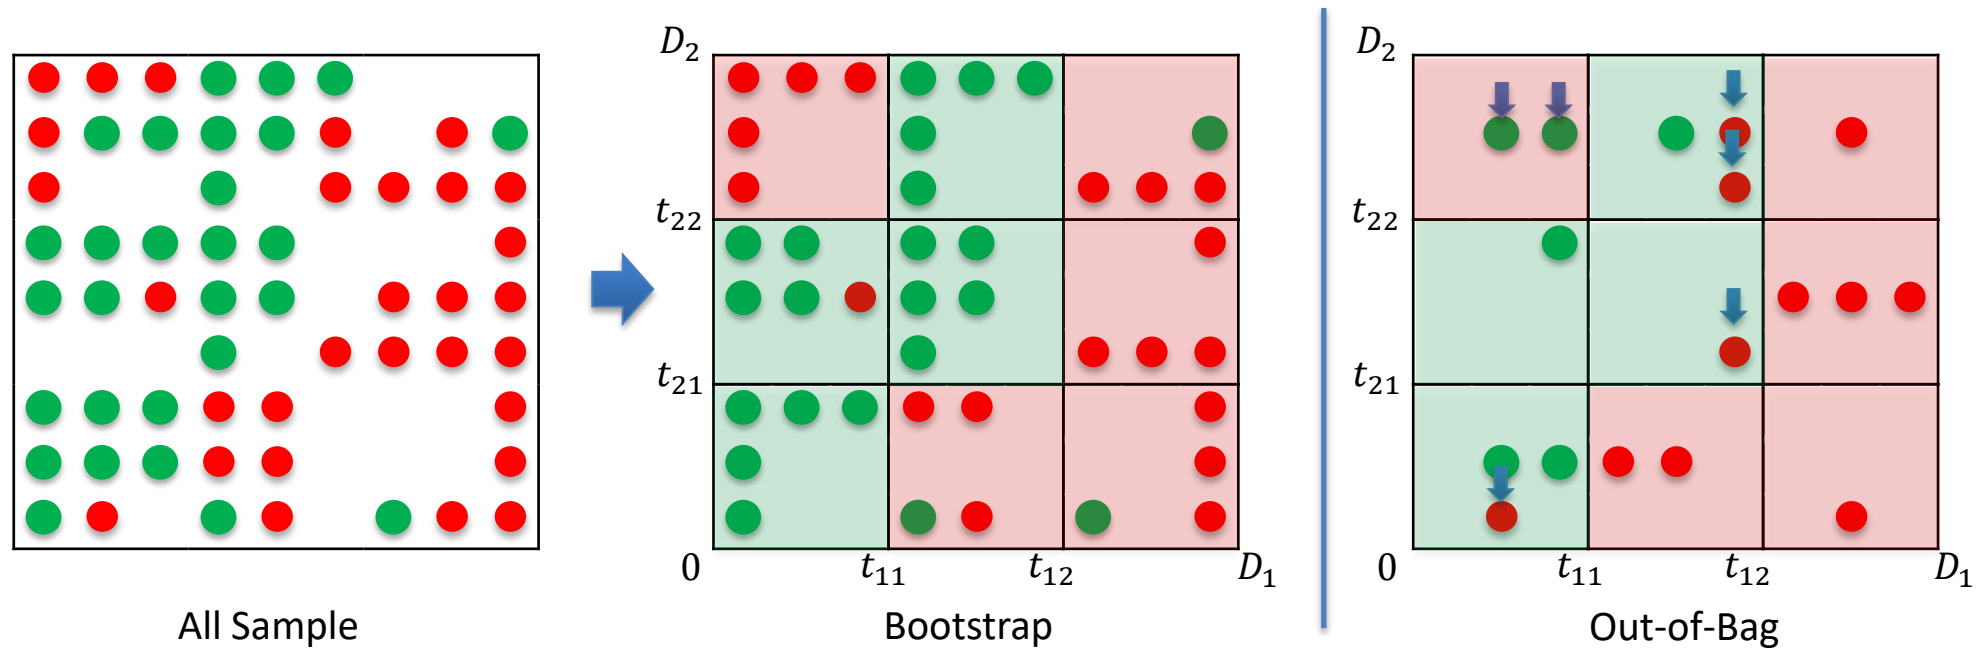 D₂
t₂₂
t₂₁
0
t₁₁
t₁₂
D₁
D₂
t₂₂
t₂₁
0
t₁₁
t₁₂
D₁
All Sample
Bootstrap
Out-of-Bag